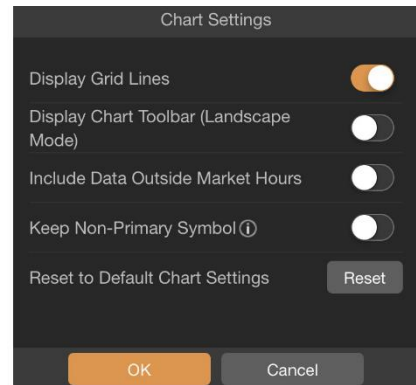 Chart Settings
Display Grid Lines
Display Chart Toolbar (Landscape
Mode)
Include Data Outside Market Hours
Keep Non-Primary Symbol ⓘ
Reset to Default Chart Settings
Reset
OK
Cancel